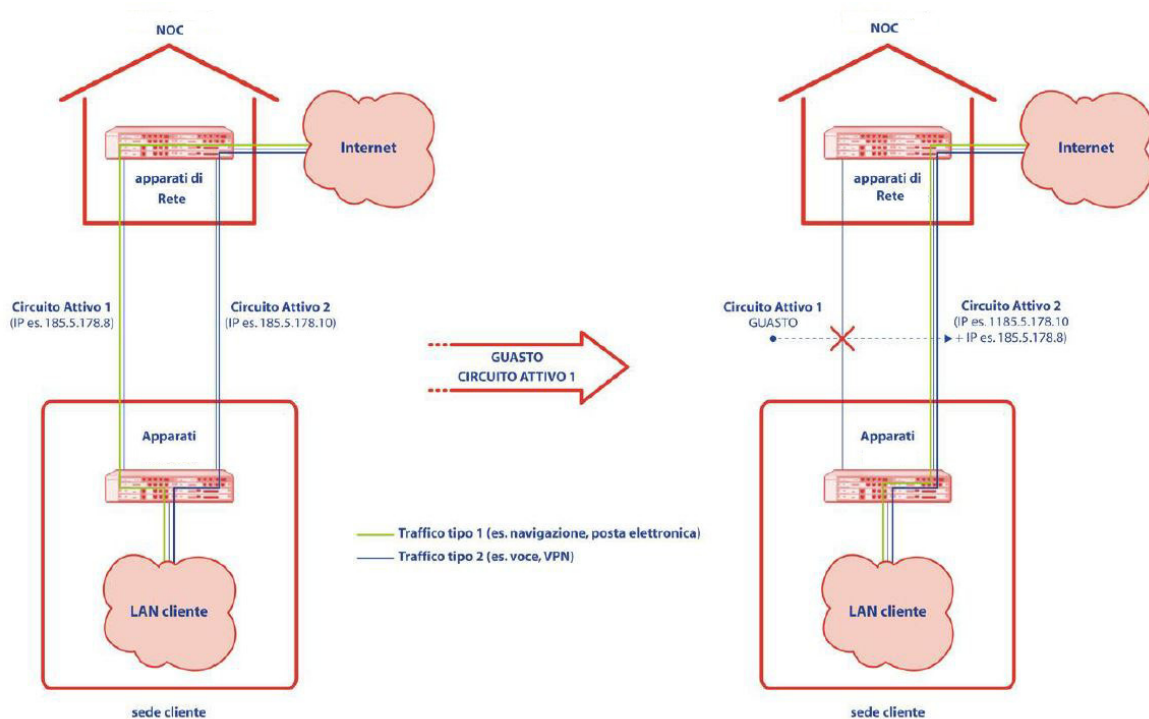 NOC
Internet
apparati di
Rete
Circuito Attivo 1
(IP es. 185.5.178.8)
Circuito Attivo 2
(IP es. 185.5.178.10)
Apparati
LAN cliente
sede cliente
GUASTO
CIRCUITO ATTIVO 1
Traffico tipo 1 (es. navigazione, posta elettronica)
Traffico tipo 2 (es. voce, VPN)
NOC
Internet
apparati di
Rete
Circuito Attivo 1
GUASTO
Circuito Attivo 2
(IP es. 1185.5.178.10
+ IP es. 185.5.178.8)
Apparati
LAN cliente
sede cliente